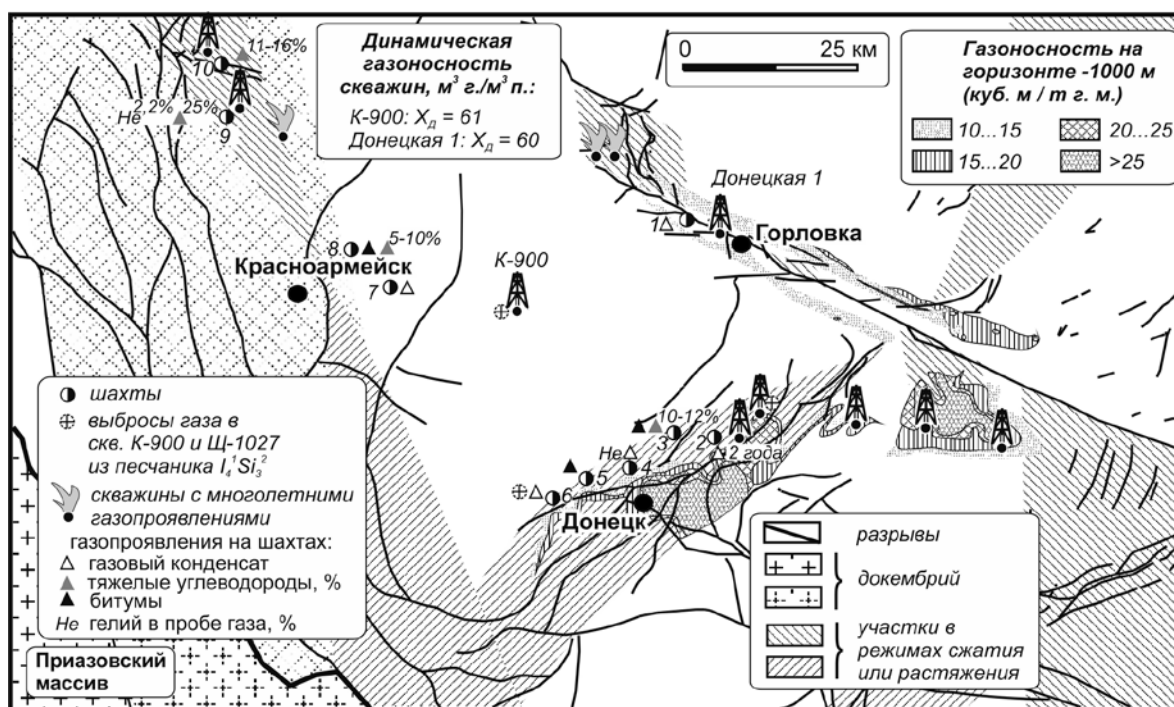 11-16%
10
2,2%
Не
25%
9
Динамическая
газоносность
скважин, м³ г./м³ п.:
К-900: Xд = 61
Донецкая 1: Xд = 60
0
25 км
Газоносность на
горизонте -1000 м
(куб. м / т г. м.)
10...15
20...25
15...20
>25
Донецкая 1
1
Горловка
8
5-10%
Красноармейск
7
К-900
10-12%
3
2
2 года
Не
4
5
6
Донецк
шахты
выбросы газа в
скв. К-900 и Щ-1027
из песчаника I₄¹Si₃²
скважины с многолетними
газопроявлениями
газопроявления на шахтах:
газовый конденсат
тяжелые углеводороды, %
битумы
Не гелий в пробе газа, %
Приазовский
массив
разрывы
докембрий
участки в
режимах сжатия
или растяжения